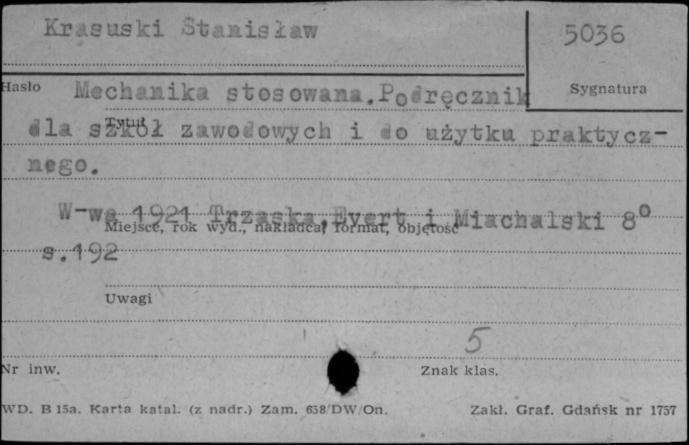 Krasuski Stanisław
5036
Hasło
Sygnatura
Mechanika stosowana.Podręcznik
Tytuł
dla szkół zawodowych i do użytku praktycz-
nego.
W-wa 1921 Trzaska,Evert i Miachalski 8°
Miejsce, rok wyd., nakładca, format, objętość
s.192
Uwagi
5
Nr inw.
Znak klas.
WD. B 15a. Karta katal. (z nadr.) Zam. 658/DW/On.
Zakł. Graf. Gdańsk nr 1757